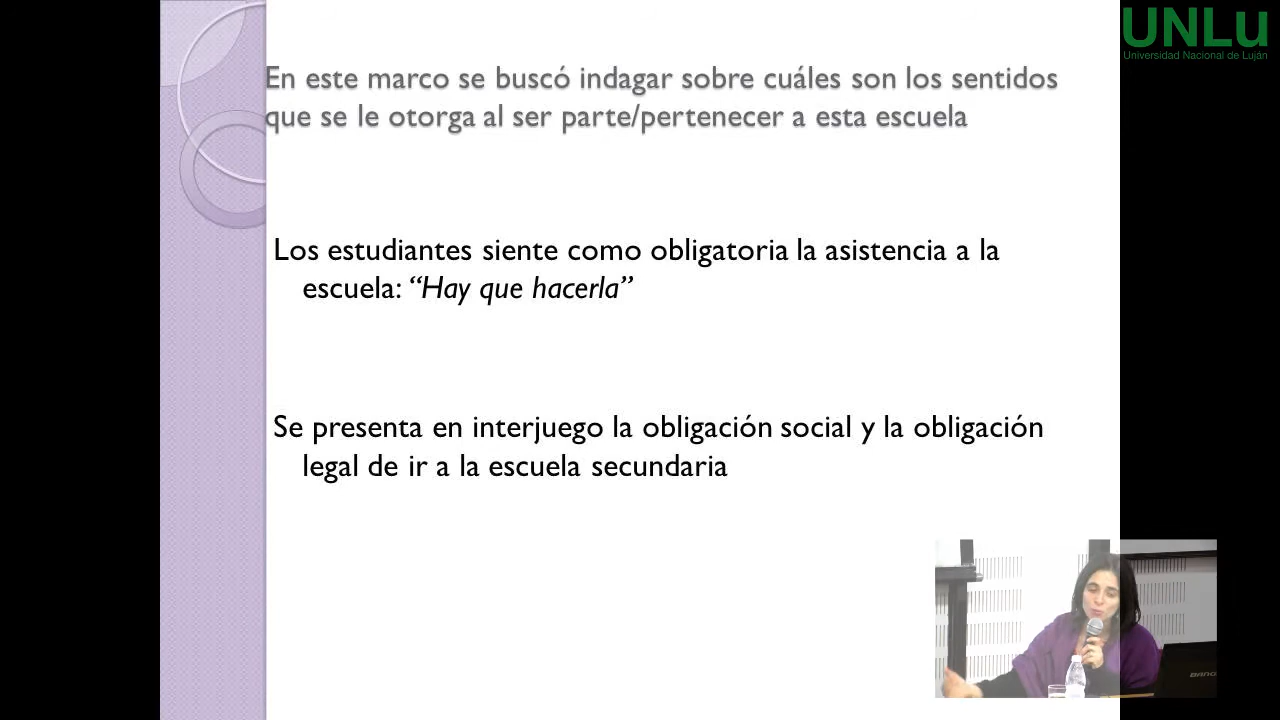 UNLu
Universidad Nacional de Luján
En este marco se buscó indagar sobre cuáles son los sentidos
que se le otorga al ser parte/pertenecer a esta escuela
Los estudiantes siente como obligatoria la asistencia a la
escuela: “Hay que hacerla”
Se presenta en interjuego la obligación social y la obligación
legal de ir a la escuela secundaria